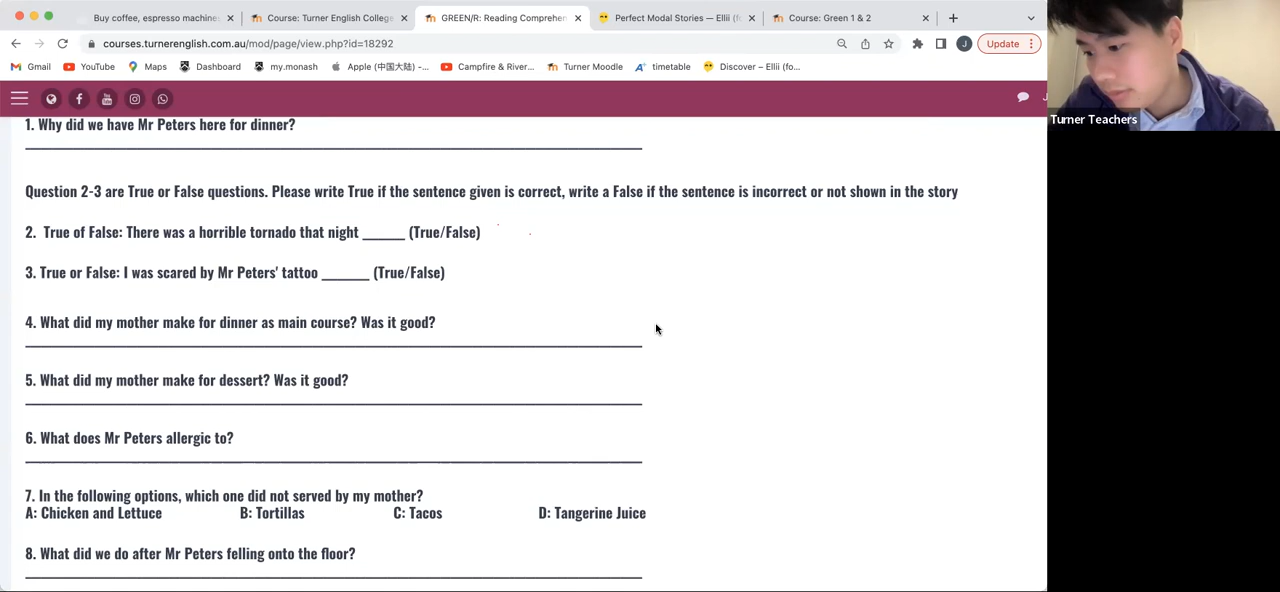 Buy coffee, espresso machine
Course: Turner English College
GREEN/R: Reading Comprehen
Perfect Modal Stories — Ellii (f
Course: Green 1 & 2
courses.turnerenglish.com.au/mod/page/view.php?id=18292
Update
Gmail
YouTube
Maps
Dashboard
my.monash
Apple (中国大陆) -...
Campfire & River...
Turner Moodle
timetable
Discover – Ellii (fo...
J
Turner Teachers
1. Why did we have Mr Peters here for dinner?
Question 2-3 are True or False questions. Please write True if the sentence given is correct, write a False if the sentence is incorrect or not shown in the story
2. True of False: There was a horrible tornado that night ______ (True/False)
3. True or False: I was scared by Mr Peters' tattoo _______ (True/False)
4. What did my mother make for dinner as main course? Was it good?
5. What did my mother make for dessert? Was it good?
6. What does Mr Peters allergic to?
7. In the following options, which one did not served by my mother?
A: Chicken and Lettuce B: Tortillas C: Tacos D: Tangerine Juice
8. What did we do after Mr Peters felling onto the floor?